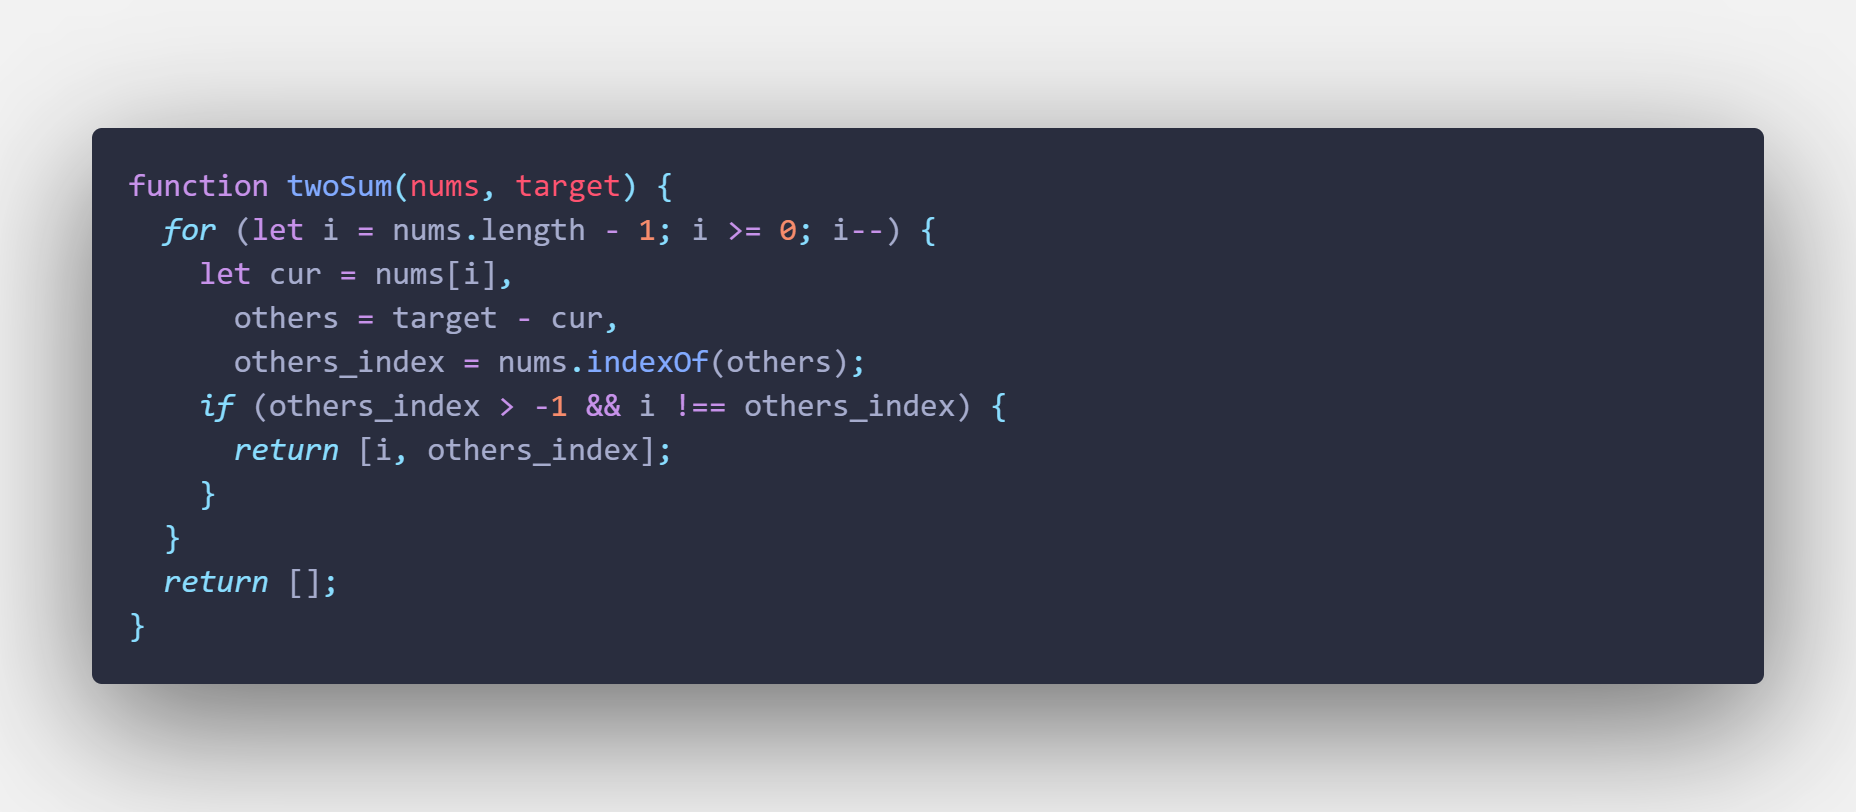 function twoSum(nums, target) {
  for (let i = nums.length - 1; i >= 0; i--) {
    let cur = nums[i],
      others = target - cur,
      others_index = nums.indexOf(others);
    if (others_index > -1 && i !== others_index) {
      return [i, others_index];
    }
  }
  return [];
}